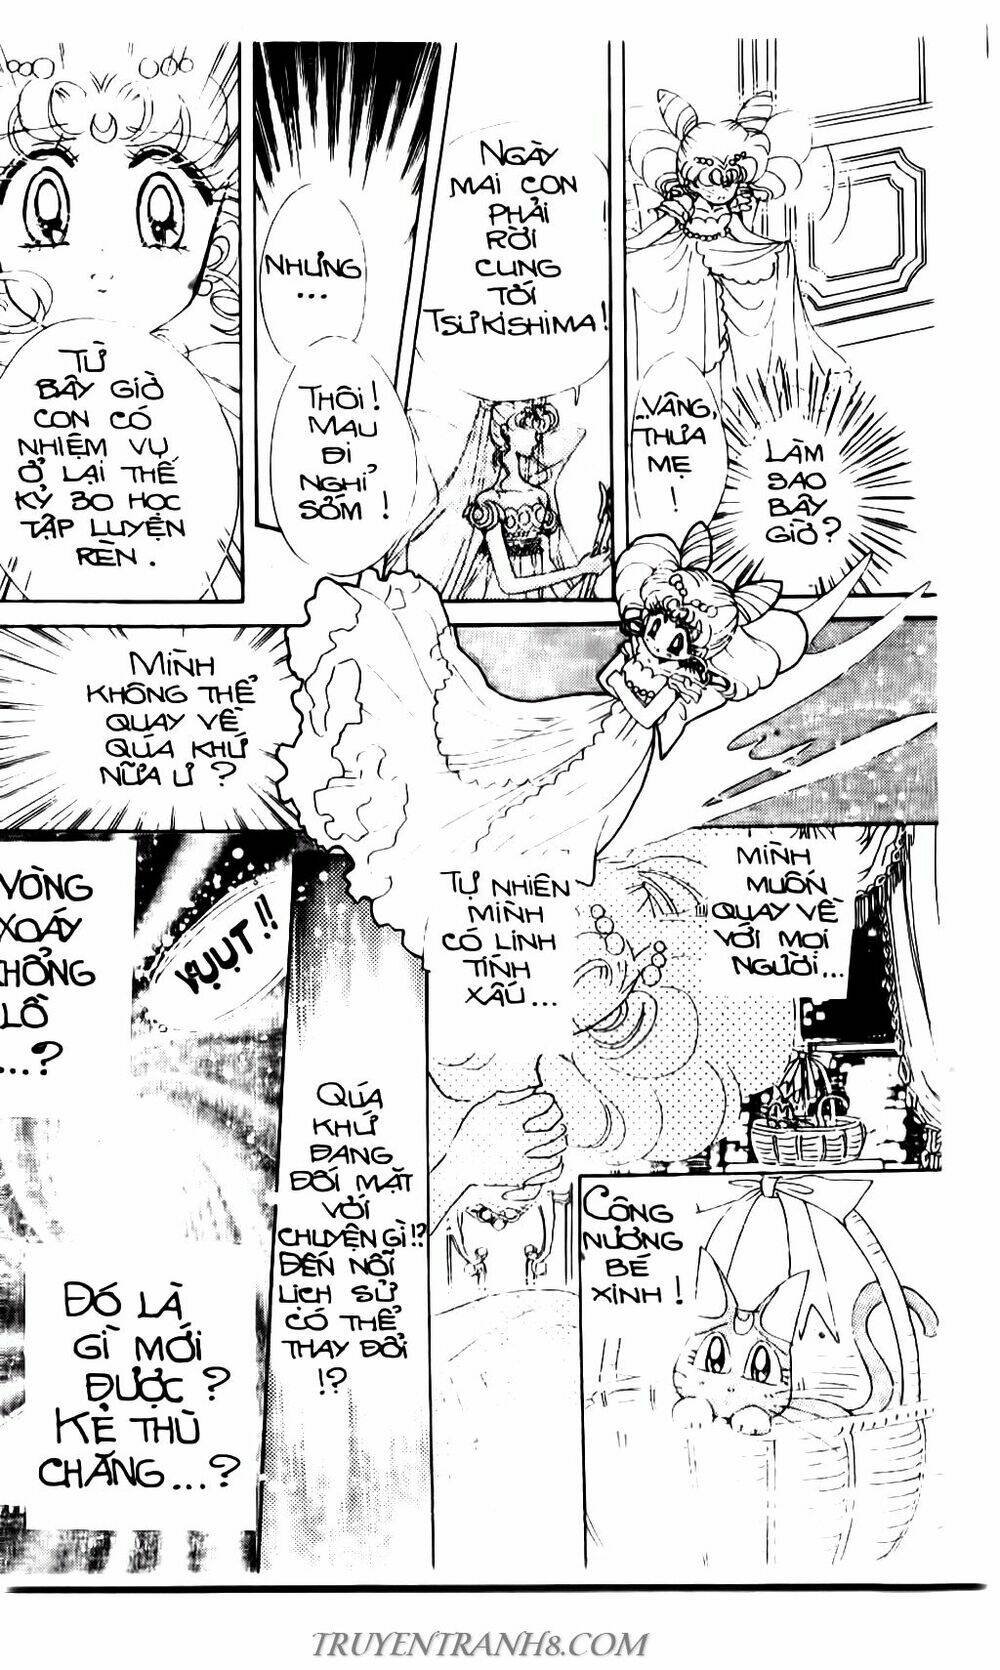 TỪ
BÂY GIỜ
CON CÓ
NHIỆM VỤ
Ở LẠI THẾ
KỶ 30 HỌC
TẬP LUYỆN
RÈN.
NHƯNG
...
THÔI!
MAU
ĐI
NGHỈ
SỚM!
NGÀY
MAI CON
PHẢI
RỜI
CUNG
TỚI
TSUKISHIMA!
...VÂNG,
THƯA
MẸ
!
LÀM
SAO
BÂY
GIỜ?
MÌNH
KHÔNG THỂ
QUAY VỀ
QÚA KHỨ
NỮA Ư?
MÌNH
MUỐN
QUAY VỀ
VỚI MỌI
NGƯỜI...
TỰ NHIÊN
MÌNH
CÓ LINH
TÍNH
XẤU...
VÒNG
XOÁY
KHỔNG
LỒ
...?
VỤỤT!!
QÚA
KHỨ
ĐANG
ĐỐI MẶT
VỚI
CHUYỆN GÌ!?
ĐẾN NỖI
LỊCH SỬ
CÓ THỂ
THAY ĐỔI
!?
CÔNG
NƯƠNG
BÉ
XINH!
ĐÓ LÀ
GÌ MỚI
ĐƯỢC?
KẺ THÙ
CHĂNG...?
TRUYENTRANH8.COM